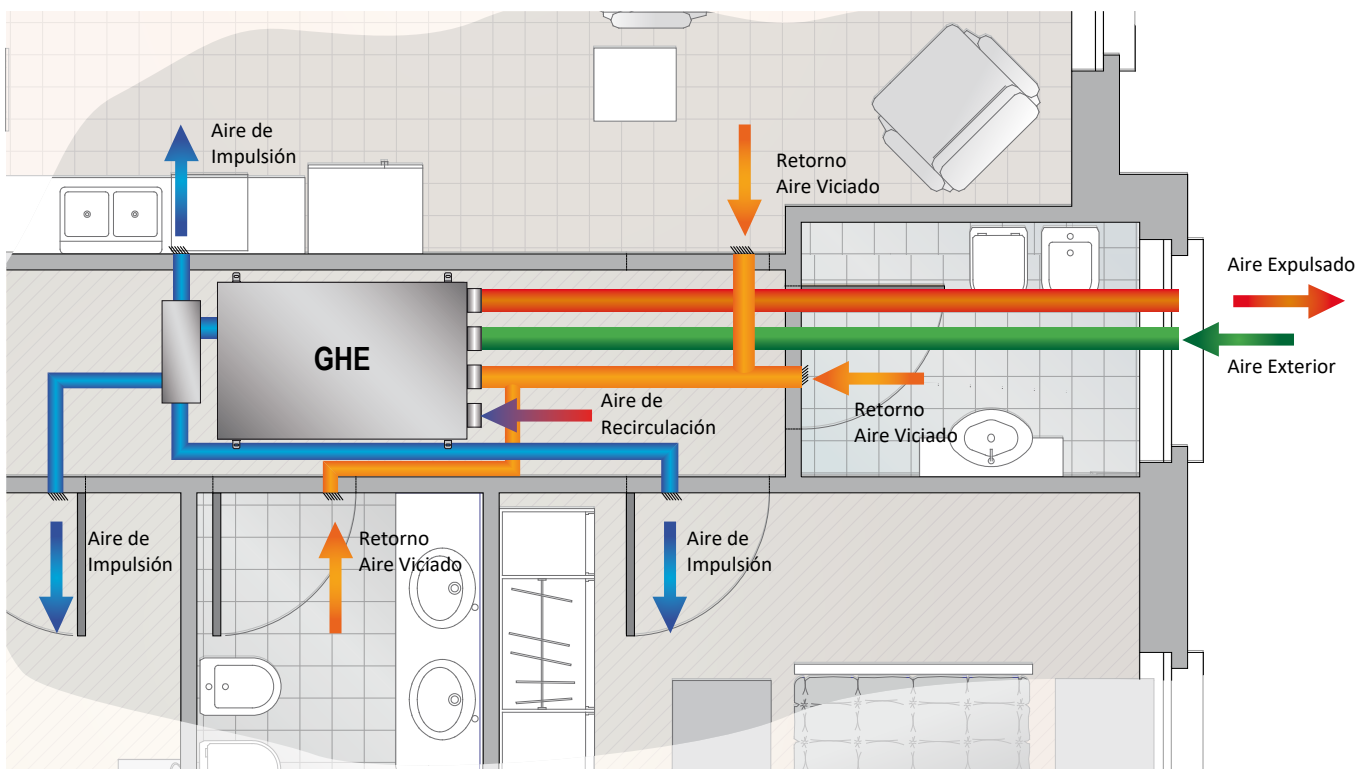 Aire de
Impulsión
Retorno
Aire Viciado
Aire Expulsado
GHE
Aire Exterior
Aire de
Recirculación
Retorno
Aire Viciado
Aire de
Impulsión
Retorno
Aire Viciado
Aire de
Impulsión